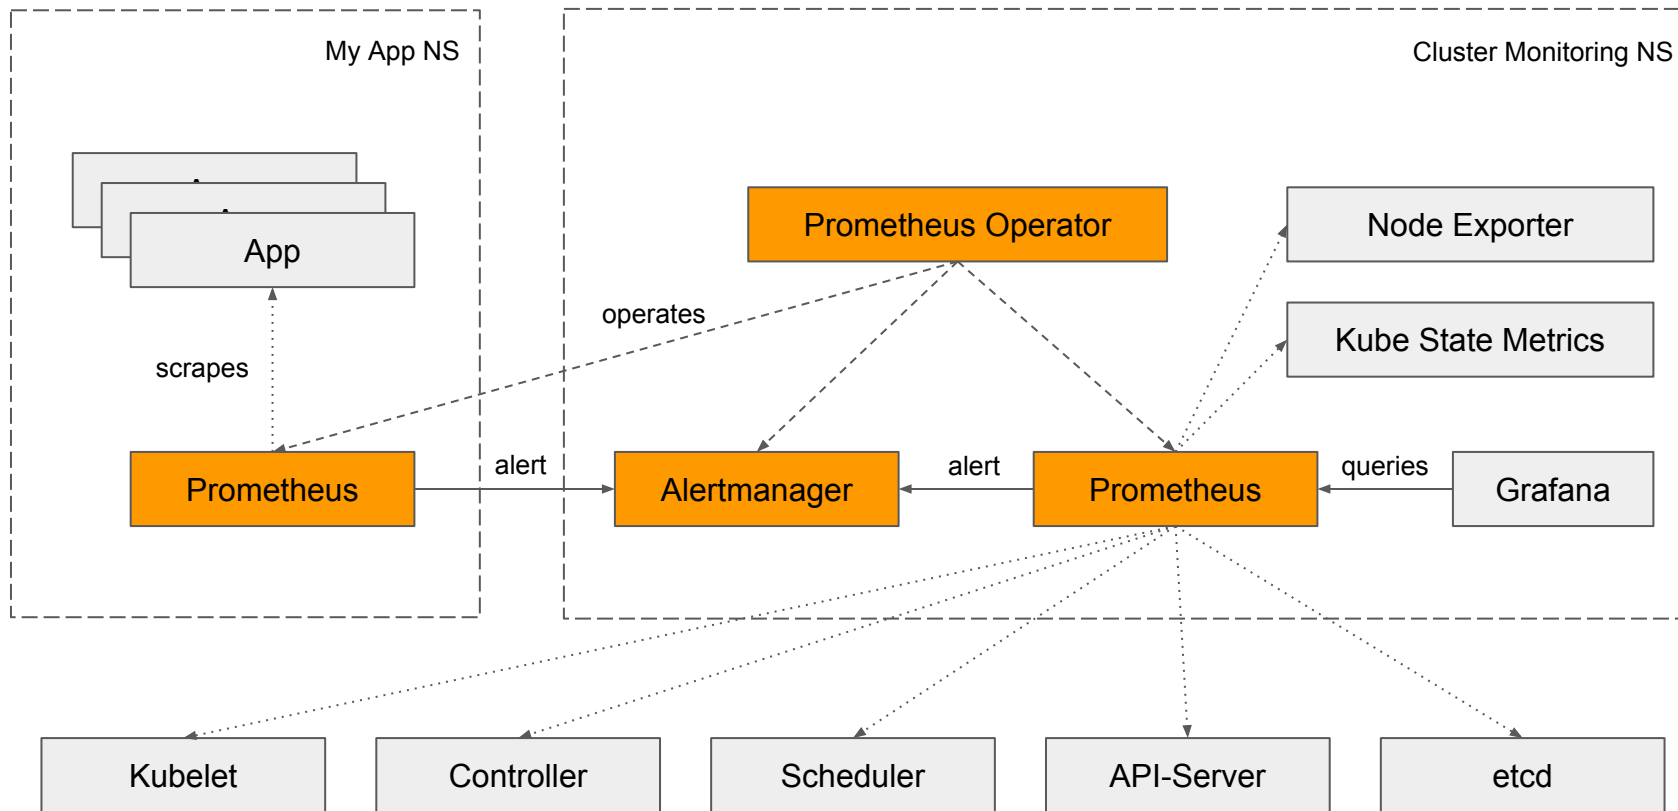 My App NS
Cluster Monitoring NS
App
Prometheus Operator
Node Exporter
operates
Kube State Metrics
scrapes
Prometheus
alert
Alertmanager
alert
Prometheus
queries
Grafana
Kubelet
Controller
Scheduler
API-Server
etcd